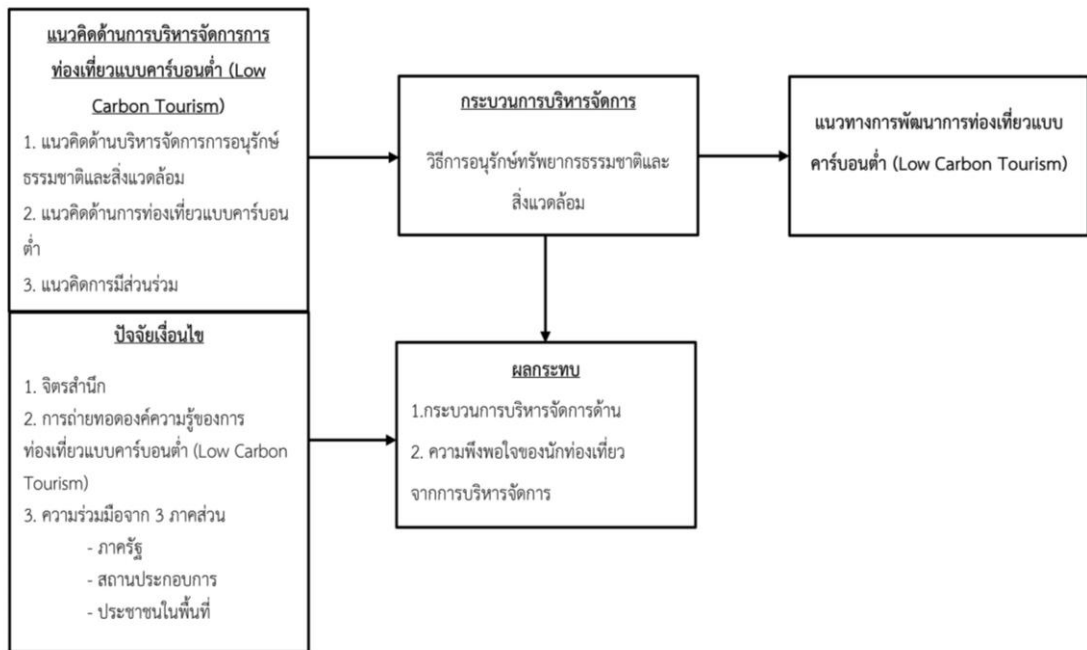 แนวคิดด้านการบริหารจัดการการ
ท่องเที่ยวแบบคาร์บอนต่ำ (Low
Carbon Tourism)
1. แนวคิดด้านบริหารจัดการการอนุรักษ์
ธรรมชาติและสิ่งแวดล้อม
2. แนวคิดด้านการท่องเที่ยวแบบคาร์บอน
ต่ำ
3. แนวคิดการมีส่วนร่วม
กระบวนการบริหารจัดการ
วิธีการอนุรักษ์ทรัพยากรธรรมชาติและ
สิ่งแวดล้อม
แนวทางการพัฒนาการท่องเที่ยวแบบ
คาร์บอนต่ำ (Low Carbon Tourism)
ปัจจัยเงื่อนไข
1. จิตรสำนึก
2. การถ่ายทอดองค์ความรู้ของการ
ท่องเที่ยวแบบคาร์บอนต่ำ (Low Carbon
Tourism)
3. ความร่วมมือจาก 3 ภาคส่วน
- ภาครัฐ
- สถานประกอบการ
- ประชาชนในพื้นที่
ผลกระทบ
1.กระบวนการบริหารจัดการด้าน
2. ความพึงพอใจของนักท่องเที่ยว
จากการบริหารจัดการ